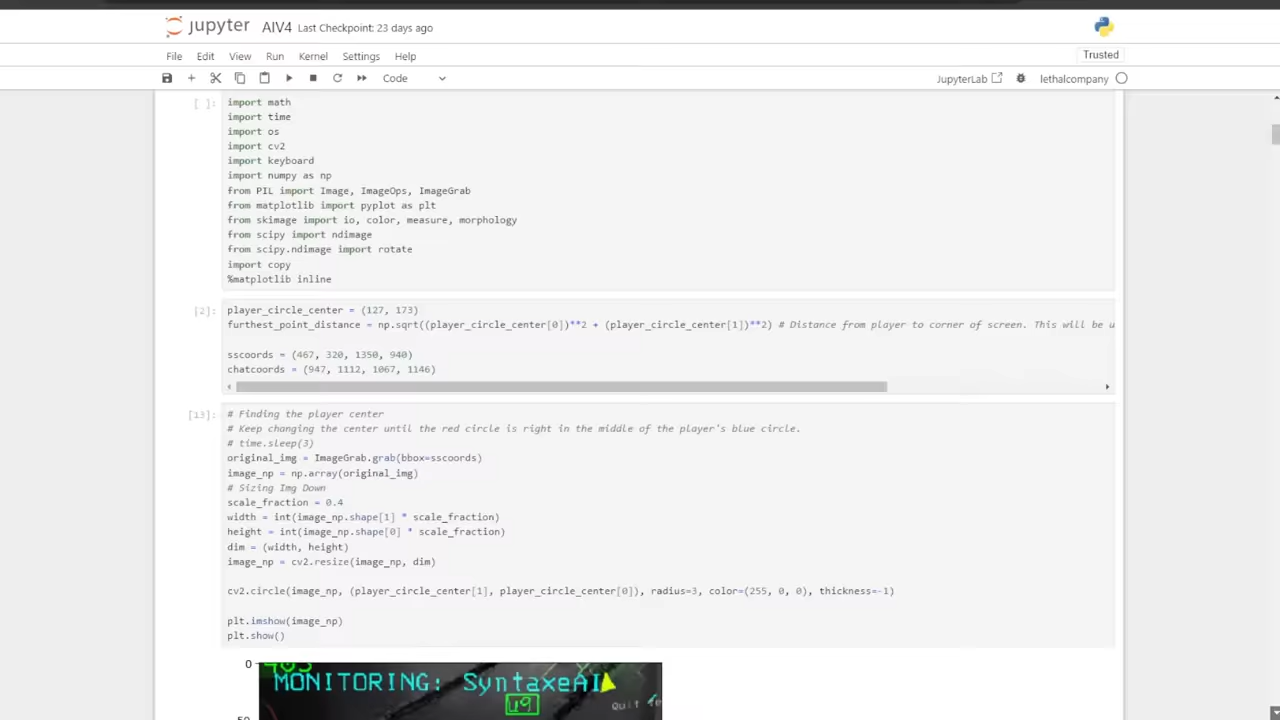 jupyter AIV4 Last Checkpoint: 23 days ago
File Edit View Run Kernel Settings Help
Trusted
Code
JupyterLab
lethalcompany
[ ]:
import math
import time
import os
import cv2
import keyboard
import numpy as np
from PIL import Image, ImageOps, ImageGrab
from matplotlib import pyplot as plt
from skimage import io, color, measure, morphology
from scipy import ndimage
from scipy.ndimage import rotate
import copy
%matplotlib inline
[2]:
player_circle_center = (127, 173)
furthest_point_distance = np.sqrt((player_circle_center[0])**2 + (player_circle_center[1])**2) # Distance from player to corner of screen. This will be u
sscoords = (467, 320, 1350, 940)
chatcoords = (947, 1112, 1067, 1146)
[13]:
# Finding the player center
# Keep changing the center until the red circle is right in the middle of the player's blue circle.
# time.sleep(3)
original_img = ImageGrab.grab(bbox=sscoords)
image_np = np.array(original_img)
# Sizing Img Down
scale_fraction = 0.4
width = int(image_np.shape[1] * scale_fraction)
height = int(image_np.shape[0] * scale_fraction)
dim = (width, height)
image_np = cv2.resize(image_np, dim)
cv2.circle(image_np, (player_circle_center[1], player_circle_center[0]), radius=3, color=(255, 0, 0), thickness=-1)
plt.imshow(image_np)
plt.show()
0
MONITORING: SyntaxeAI
u9
Quit
50